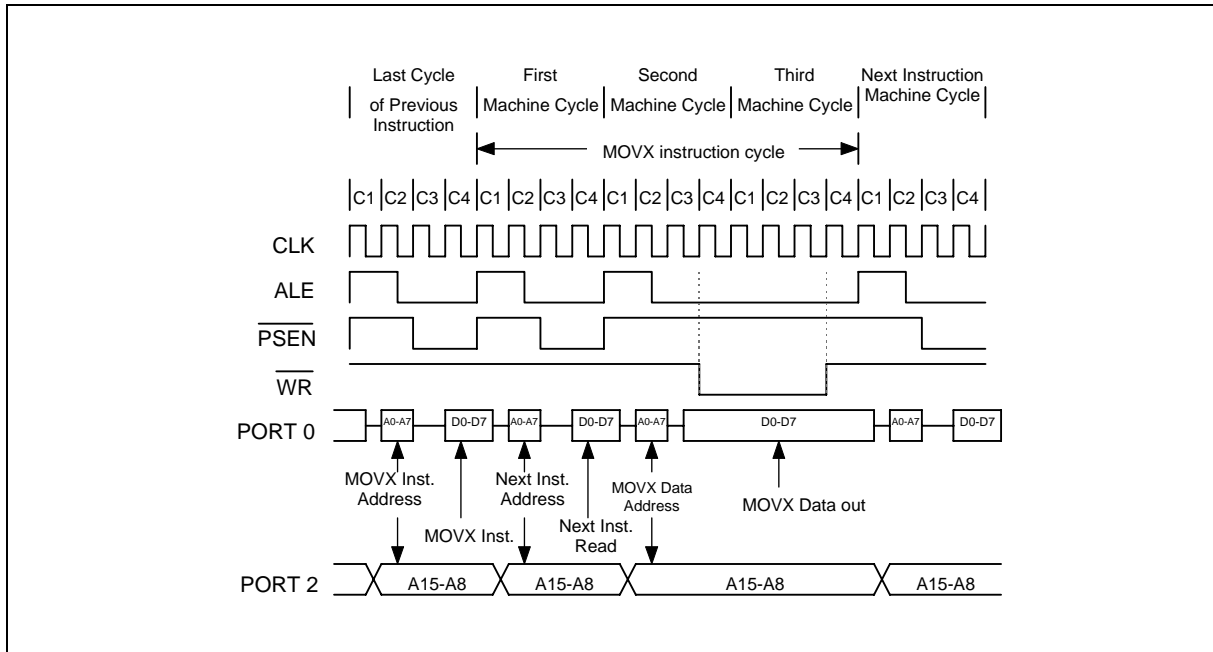 Last Cycle
of Previous
Instruction
First
Machine Cycle
Second
Machine Cycle
Third
Machine Cycle
Next Instruction
Machine Cycle
MOVX instruction cycle
C1 C2 C3 C4 C1 C2 C3 C4 C1 C2 C3 C4 C1 C2 C3 C4 C1 C2 C3 C4
CLK
ALE
PSEN
WR
PORT 0
A0-A7 D0-D7 A0-A7 D0-D7 A0-A7 D0-D7 A0-A7 D0-D7
MOVX Inst.
Address
MOVX Inst.
Next Inst.
Address
Next Inst.
Read
MOVX Data
Address
MOVX Data out
PORT 2
A15-A8 A15-A8 A15-A8 A15-A8